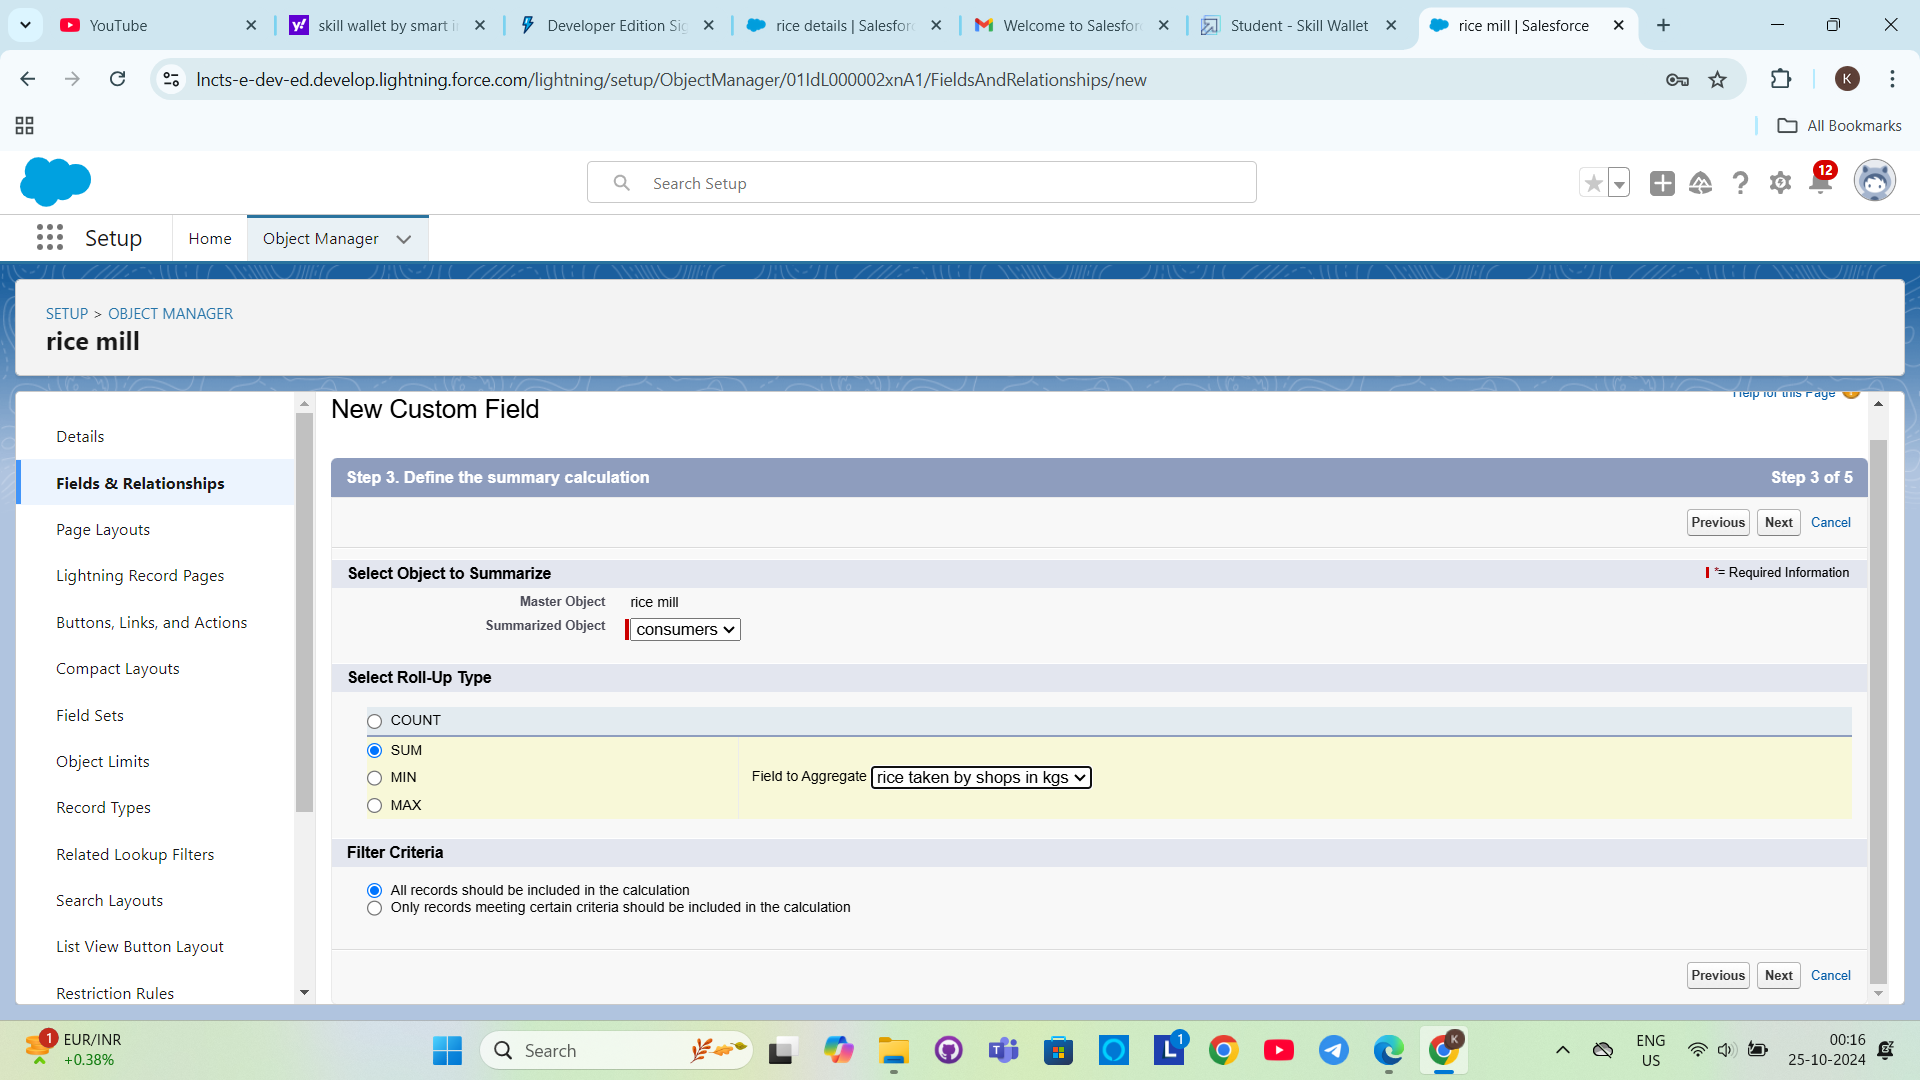 YouTube
skill wallet by smart i
Developer Edition Sig
rice details | Salesforc
Welcome to Salesforc
Student - Skill Wallet
rice mill | Salesforce
lncts-e-dev-ed.develop.lightning.force.com/lightning/setup/ObjectManager/01IdL000002xnA1/FieldsAndRelationships/new
K
All Bookmarks
Search Setup
12
Setup
Home
Object Manager
SETUP > OBJECT MANAGER
rice mill
Details
Fields & Relationships
Page Layouts
Lightning Record Pages
Buttons, Links, and Actions
Compact Layouts
Field Sets
Object Limits
Record Types
Related Lookup Filters
Search Layouts
List View Button Layout
Restriction Rules
Help for this Page
New Custom Field
Step 3. Define the summary calculation
Step 3 of 5
Previous Next Cancel
Select Object to Summarize
*= Required Information
Master Object rice mill
Summarized Object consumers
Select Roll-Up Type
COUNT
SUM
MIN
MAX
Field to Aggregate rice taken by shops in kgs
Filter Criteria
All records should be included in the calculation
Only records meeting certain criteria should be included in the calculation
Previous Next Cancel
1
EUR/INR
+0.38%
Search
L
1
K
ENG
US
00:16
25-10-2024